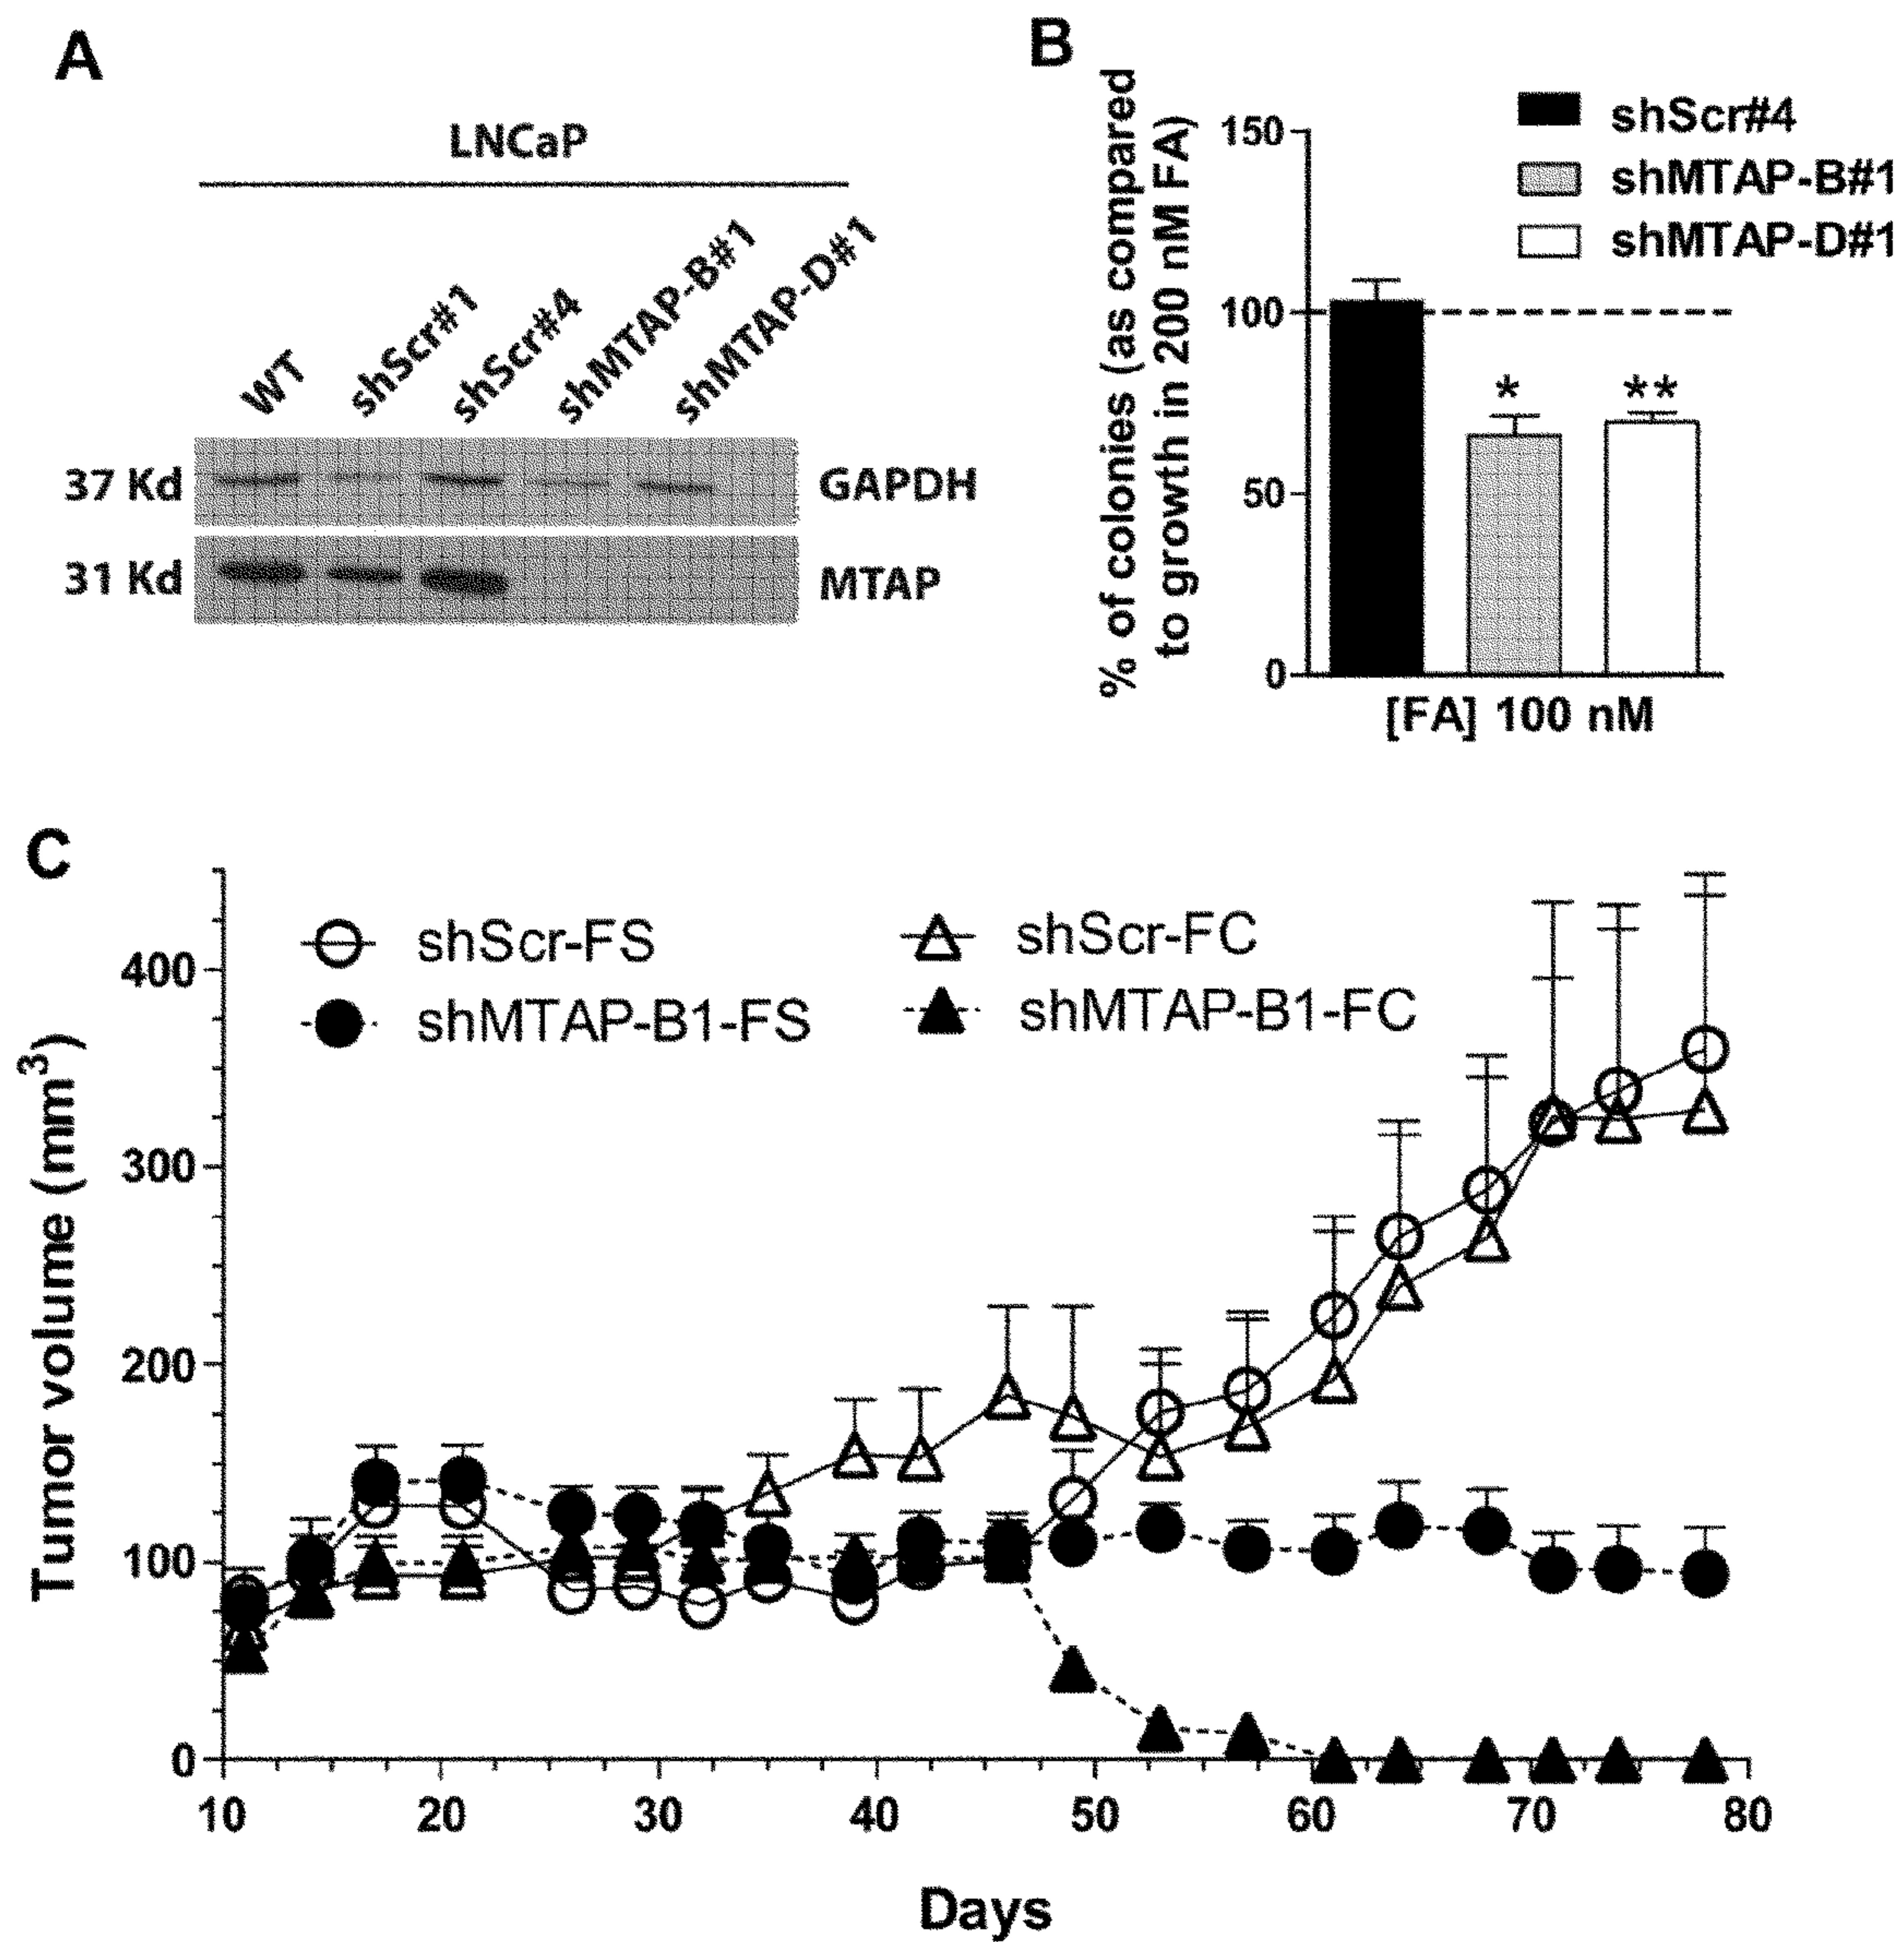 A
LNCaP
WT
shScr#1
shScr#4
shMTAP-B#1
shMTAP-D#1
37 Kd
GAPDH
31 Kd
MTAP
B
% of colonies (as compared
to growth in 200 nM FA)
150
100
50
0
shScr#4
shMTAP-B#1
shMTAP-D#1
*
**
[FA] 100 nM
C
Tumor volume (mm³)
400
300
200
100
0
shScr-FS
shMTAP-B1-FS
shScr-FC
shMTAP-B1-FC
10
20
30
40
50
60
70
80
Days